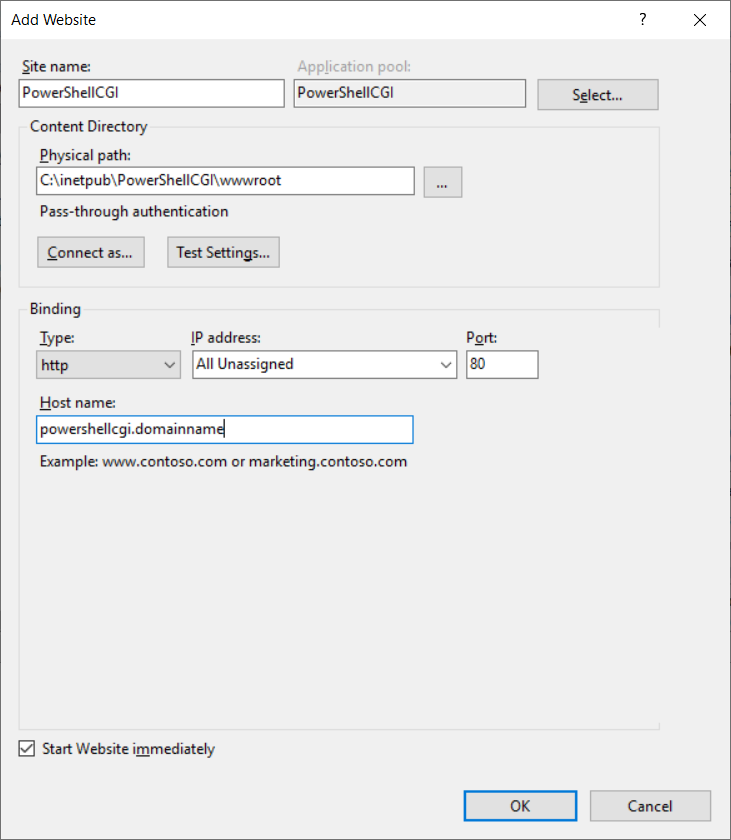 Add Website
?
Site name:
Application pool:
PowerShellCGI
PowerShellCGI
Select...
Content Directory
Physical path:
C:\inetpub\PowerShellCGI\wwwroot
...
Pass-through authentication
Connect as...
Test Settings...
Binding
Type:
IP address:
Port:
http
All Unassigned
80
Host name:
powershellcgi.domainname
Example: www.contoso.com or marketing.contoso.com
Start Website immediately
OK
Cancel